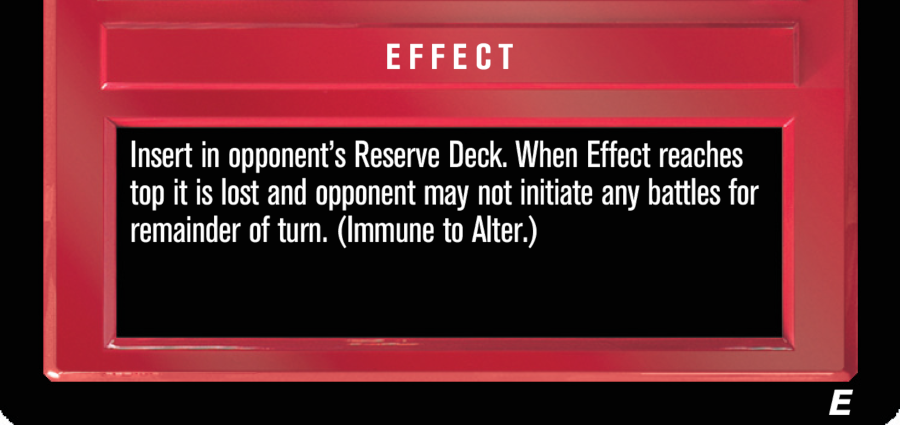 EFFECT
Insert in opponent’s Reserve Deck. When Effect reaches
top it is lost and opponent may not initiate any battles for
remainder of turn. (Immune to Alter.)
E